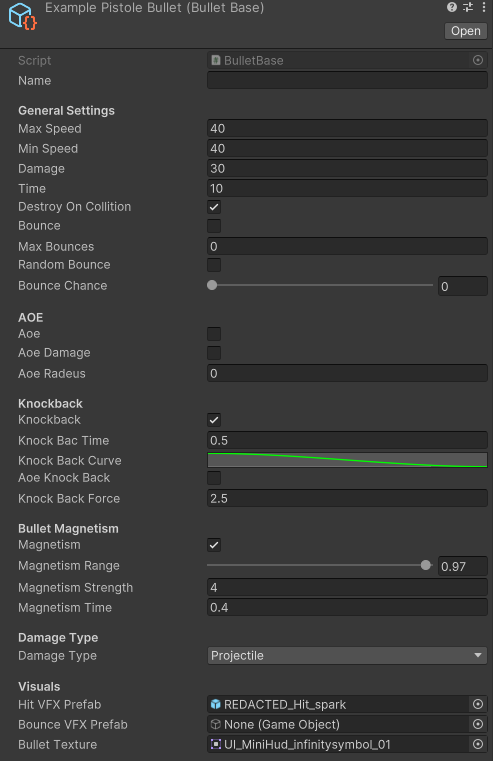 Example Pistole Bullet (Bullet Base)
Open
Script BulletBase
Name
General Settings
Max Speed 40
Min Speed 40
Damage 30
Time 10
Destroy On Collition
Bounce
Max Bounces 0
Random Bounce
Bounce Chance 0
AOE
Aoe
Aoe Damage
Aoe Radeus 0
Knockback
Knockback
Knock Bac Time 0.5
Knock Back Curve
Aoe Knock Back
Knock Back Force 2.5
Bullet Magnetism
Magnetism
Magnetism Range 0.97
Magnetism Strength 4
Magnetism Time 0.4
Damage Type
Damage Type Projectile
Visuals
Hit VFX Prefab REDACTED_Hit_spark
Bounce VFX Prefab None (Game Object)
Bullet Texture UI_MiniHud_infinitysymbol_01